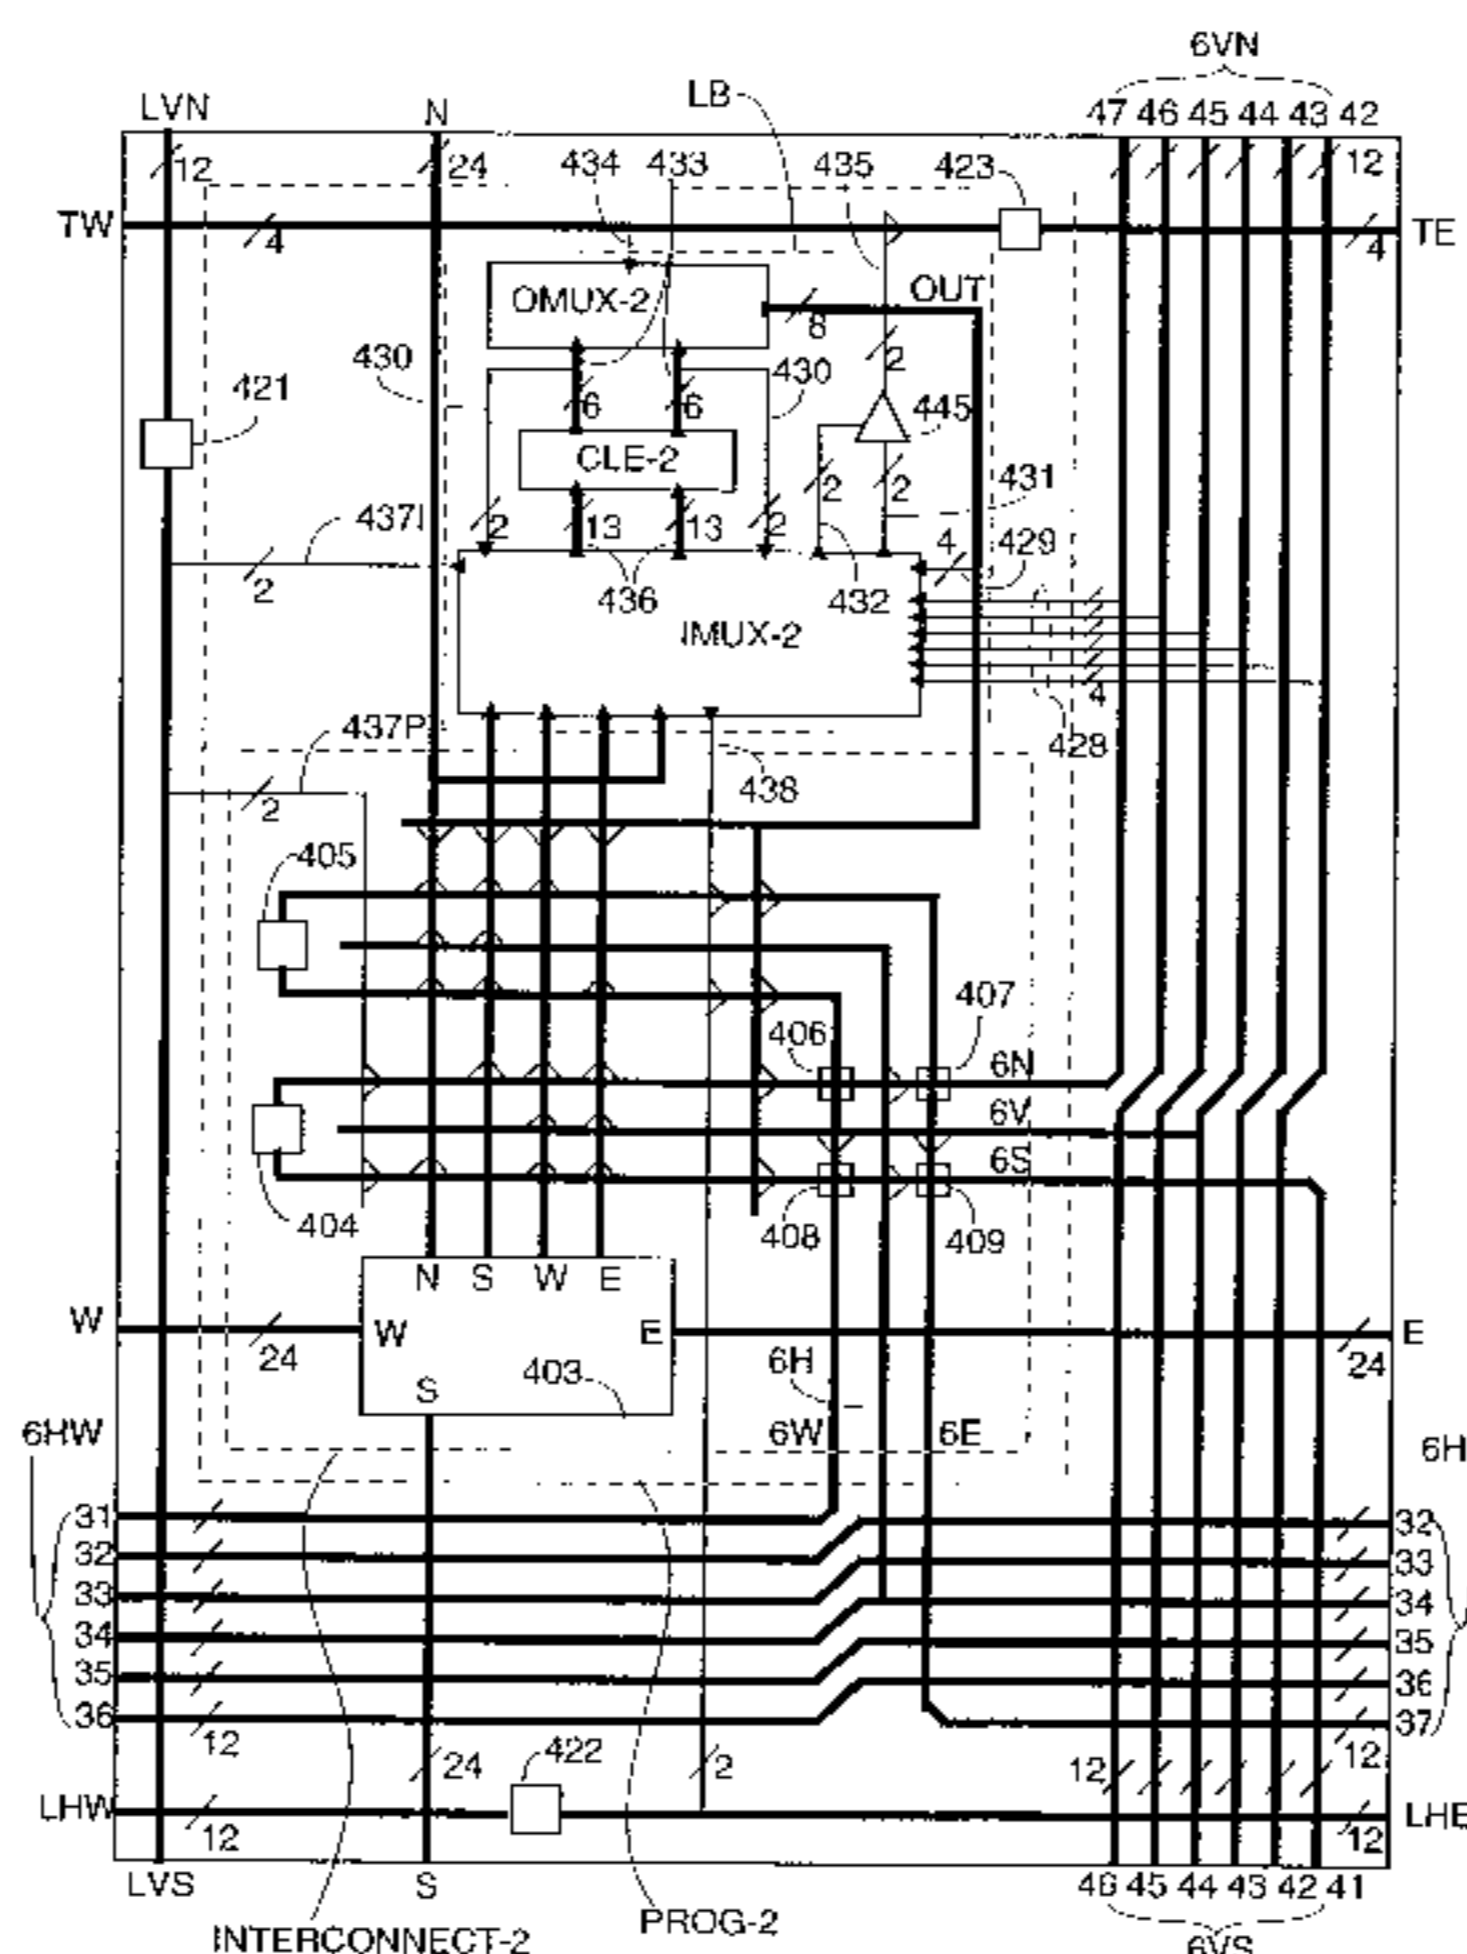 6VN
LVN N LB 47 46 45 44 43 42
12 24 434 433 435 423 12
TW 4 TE 4
OMUX-2 OUT
8
430 2 430
421 6 6 445
CLE-2
2 2 431
437I 2 13 13 2 4 429
2 436 432
IMUX-2
4
437P 428
2 438
405
407
406 6N
6V
6S
404 408 409
N S W E
W W E E
24 24
S 403 6H
6HW 6W 6E 6H
31 32
32 33
33 34
34 35
35 36
36 37
12 24 422 2 12 12
LHW 12 LHE 12
LVS S 46 45 44 43 42 41
INTERCONNECT-2 PROG-2 6VS